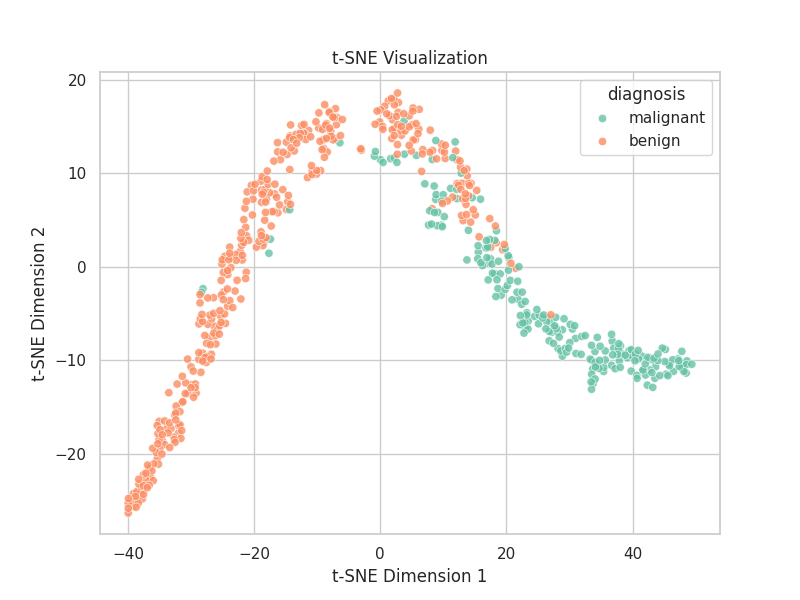 t-SNE Visualization
diagnosis
malignant
benign
20
10
0
−10
−20
t-SNE Dimension 2
−40
−20
0
20
40
t-SNE Dimension 1